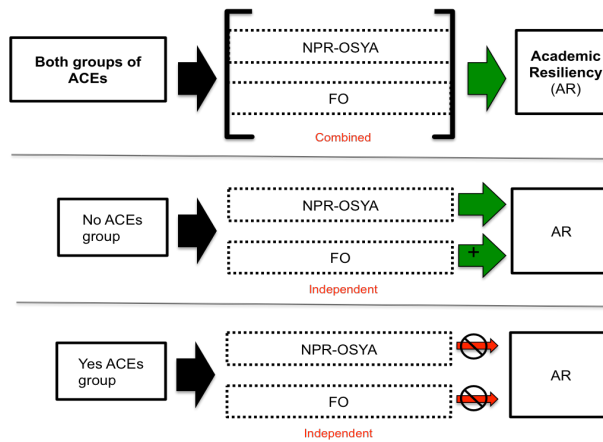 Both groups of
ACEs
NPR-OSYA
FO
Combined
Academic
Resiliency
(AR)
No ACEs
group
NPR-OSYA
FO
+
Independent
AR
Yes ACEs
group
NPR-OSYA
FO
Independent
AR